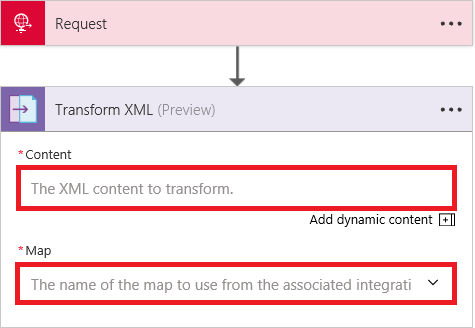 Request
Transform XML (Preview)
* Content
The XML content to transform.
Add dynamic content
* Map
The name of the map to use from the associated integrati